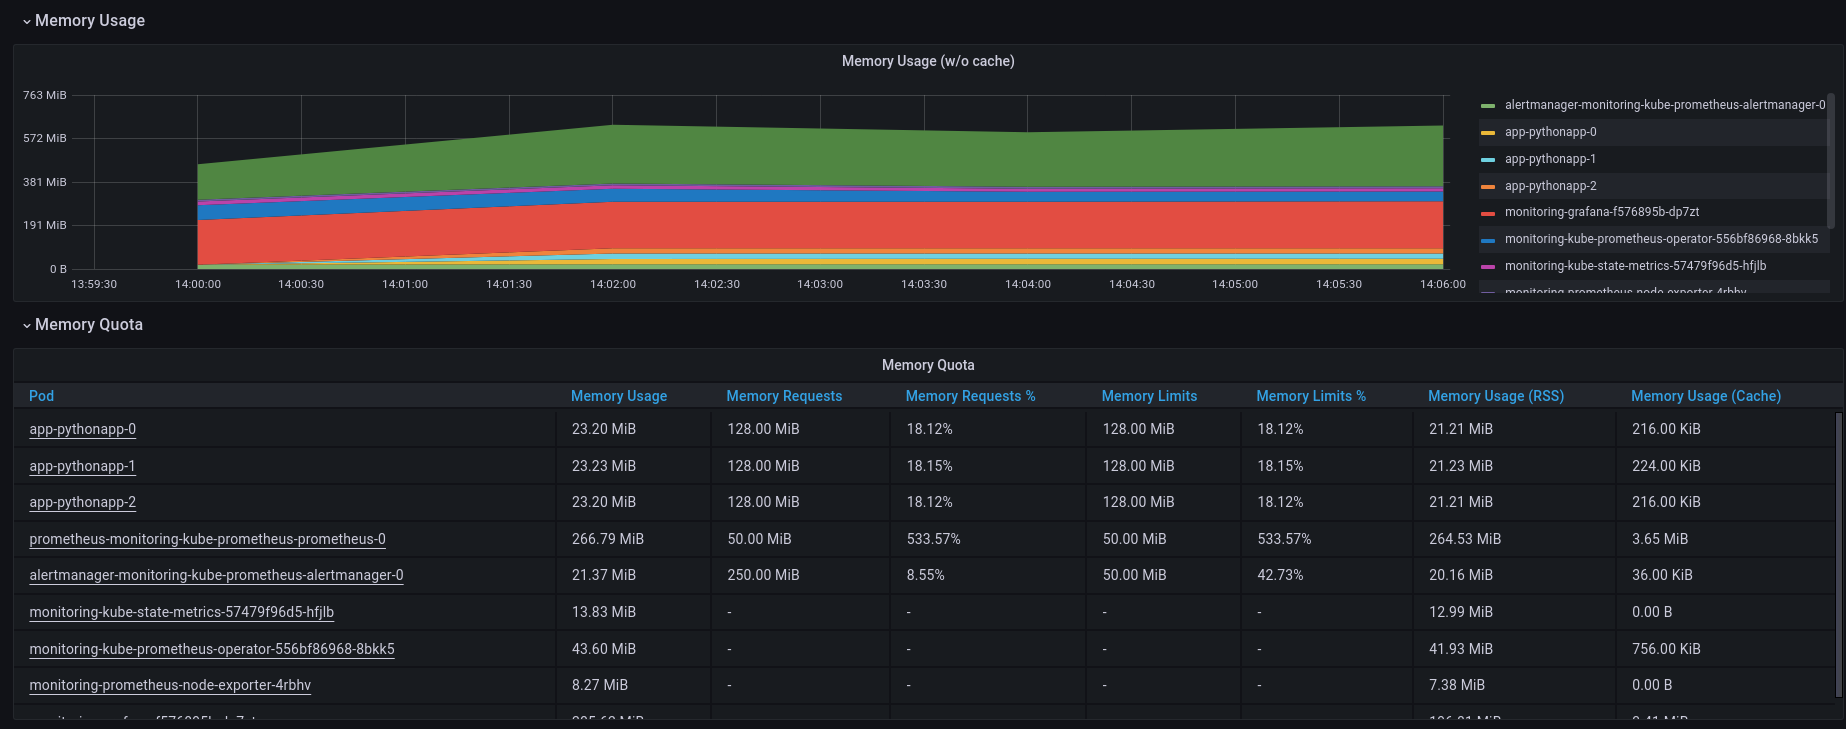 Memory Usage
Memory Usage (w/o cache)
763 MiB
572 MiB
381 MiB
191 MiB
0 B
13:59:30 14:00:00 14:00:30 14:01:00 14:01:30 14:02:00 14:02:30 14:03:00 14:03:30 14:04:00 14:04:30 14:05:00 14:05:30 14:06:00
alertmanager-monitoring-kube-prometheus-alertmanager-0
app-pythonapp-0
app-pythonapp-1
app-pythonapp-2
monitoring-grafana-f576895b-dp7zt
monitoring-kube-prometheus-operator-556bf86968-8bkk5
monitoring-kube-state-metrics-57479f96d5-hfjlb
monitoring-prometheus-node-exporter-4rbhv
Memory Quota
Memory Quota
Pod Memory Usage Memory Requests Memory Requests % Memory Limits Memory Limits % Memory Usage (RSS) Memory Usage (Cache)
app-pythonapp-0 23.20 MiB 128.00 MiB 18.12% 128.00 MiB 18.12% 21.21 MiB 216.00 KiB
app-pythonapp-1 23.23 MiB 128.00 MiB 18.15% 128.00 MiB 18.15% 21.23 MiB 224.00 KiB
app-pythonapp-2 23.20 MiB 128.00 MiB 18.12% 128.00 MiB 18.12% 21.21 MiB 216.00 KiB
prometheus-monitoring-kube-prometheus-prometheus-0 266.79 MiB 50.00 MiB 533.57% 50.00 MiB 533.57% 264.53 MiB 3.65 MiB
alertmanager-monitoring-kube-prometheus-alertmanager-0 21.37 MiB 250.00 MiB 8.55% 50.00 MiB 42.73% 20.16 MiB 36.00 KiB
monitoring-kube-state-metrics-57479f96d5-hfjlb 13.83 MiB - - - - 12.99 MiB 0.00 B
monitoring-kube-prometheus-operator-556bf86968-8bkk5 43.60 MiB - - - - 41.93 MiB 756.00 KiB
monitoring-prometheus-node-exporter-4rbhv 8.27 MiB - - - - 7.38 MiB 0.00 B